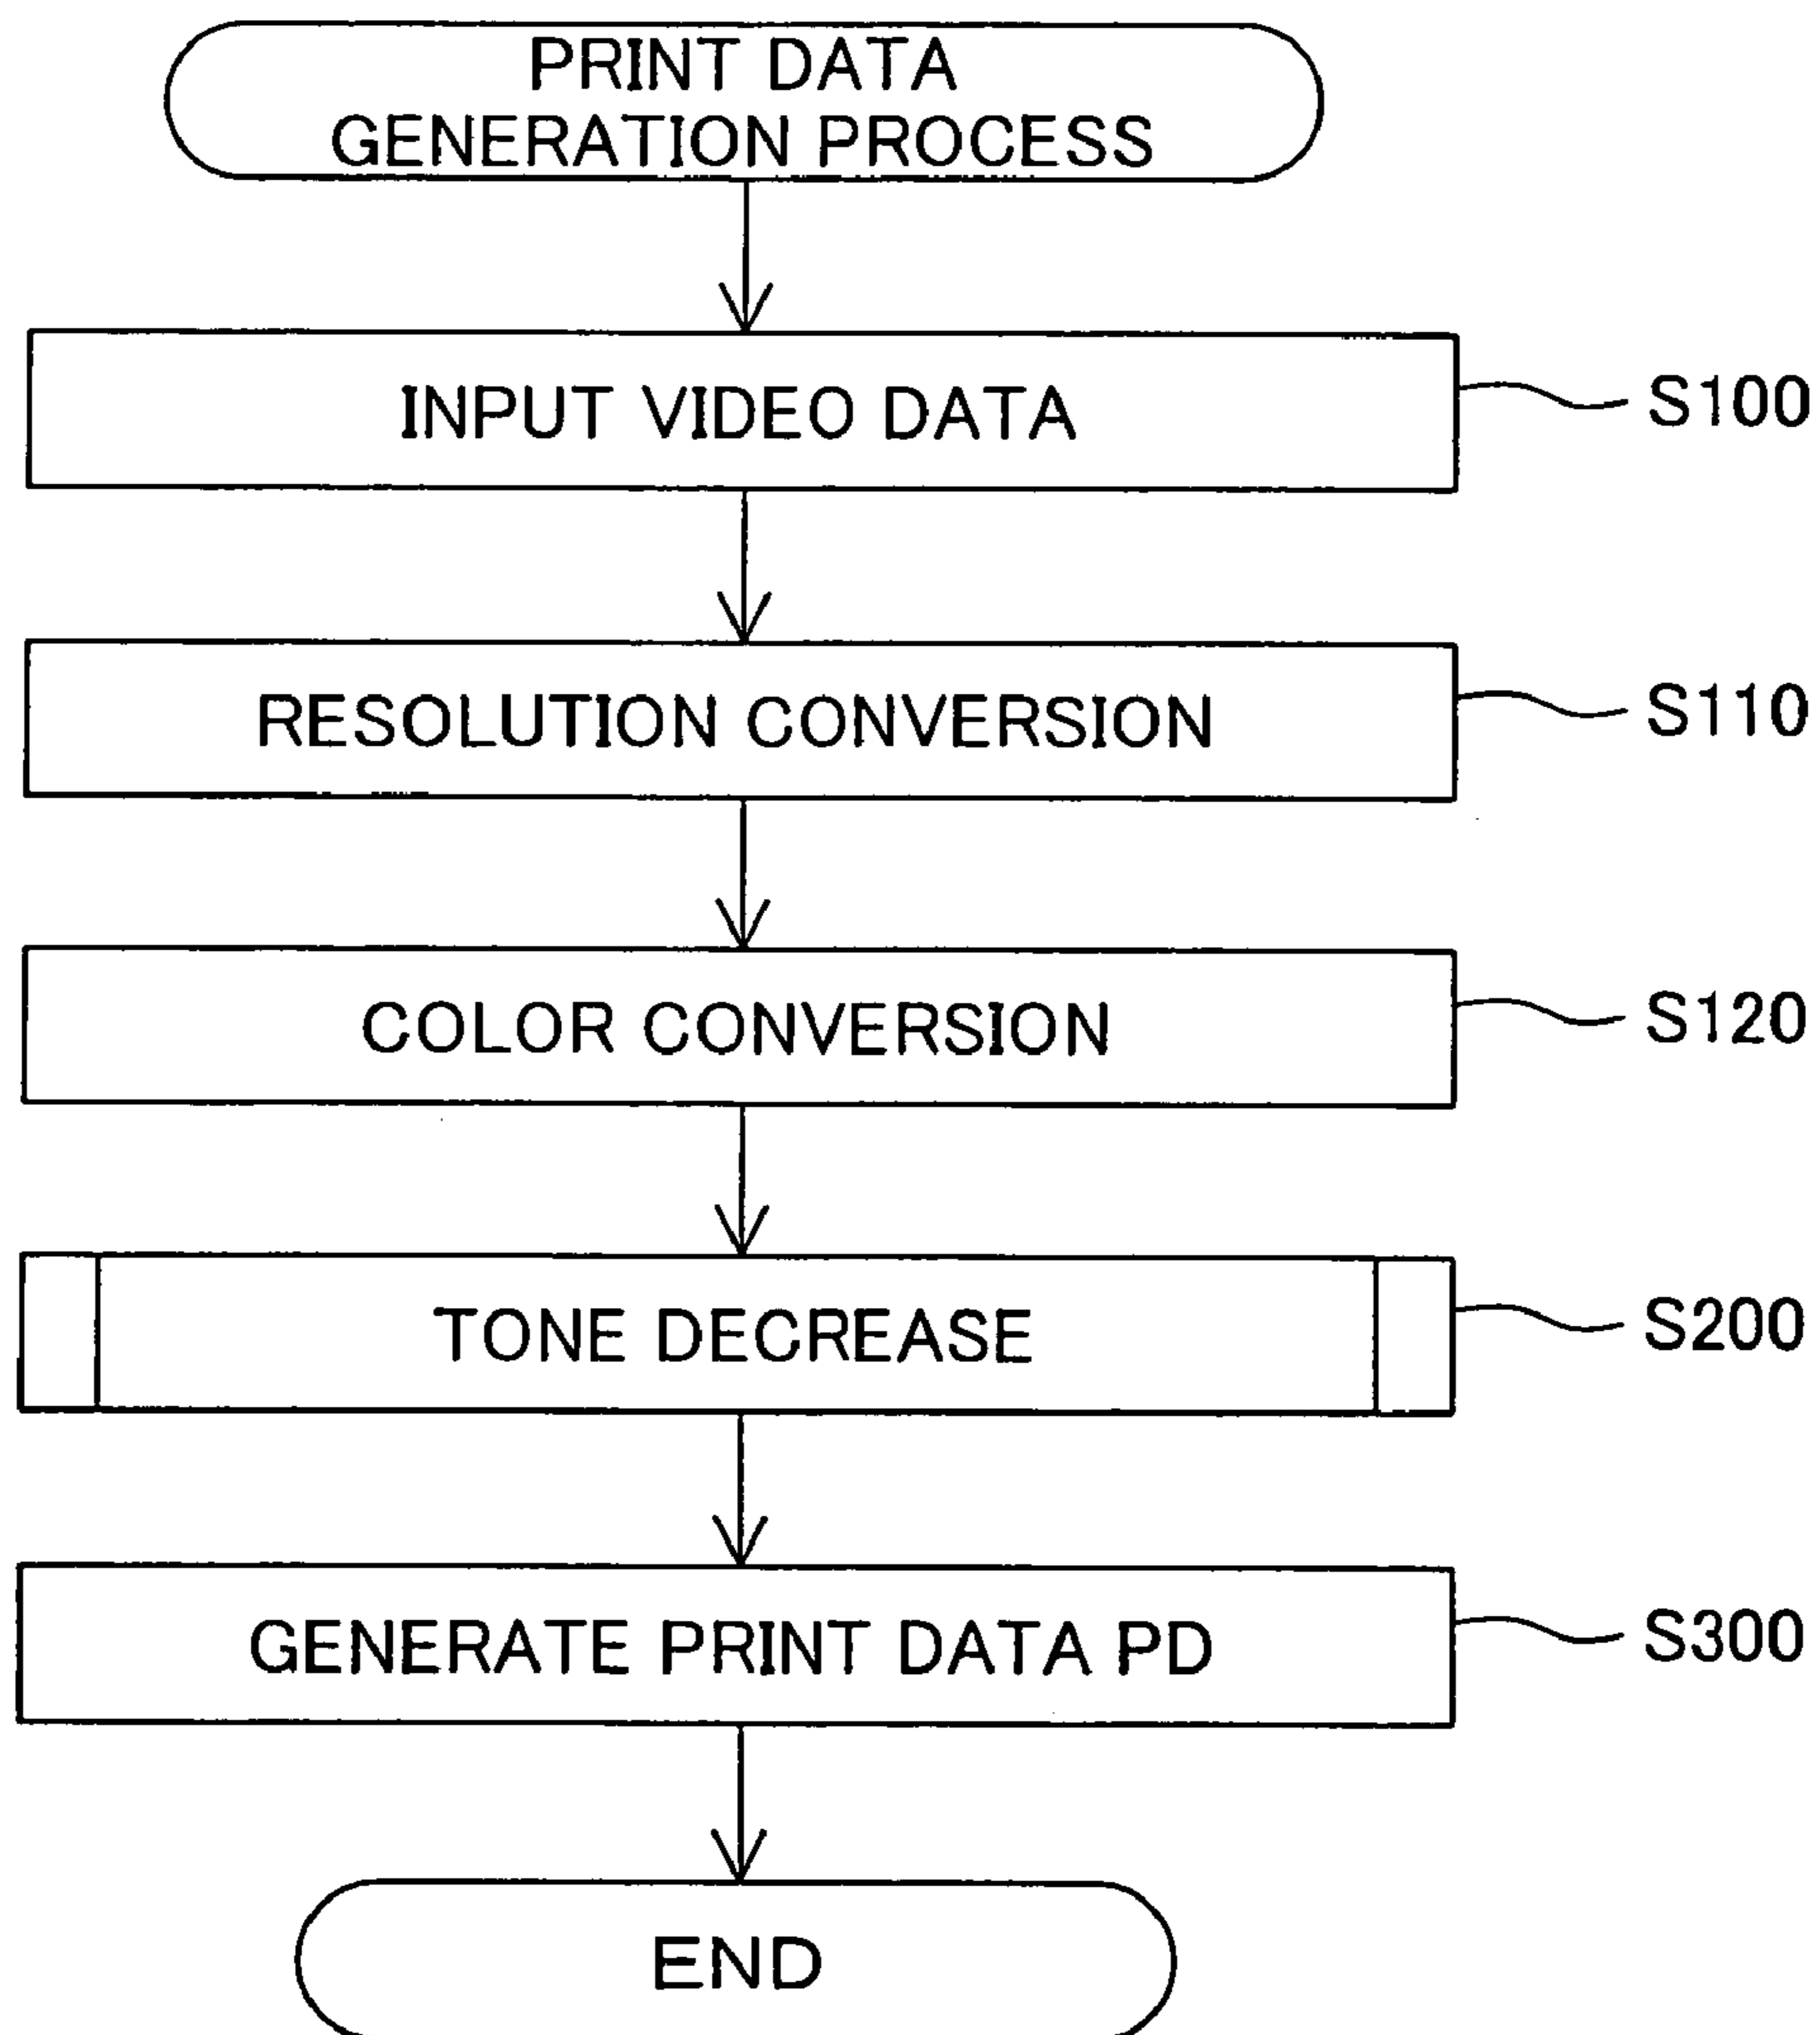 PRINT DATA
GENERATION PROCESS
INPUT VIDEO DATA
S100
RESOLUTION CONVERSION
S110
COLOR CONVERSION
S120
TONE DECREASE
S200
GENERATE PRINT DATA PD
S300
END